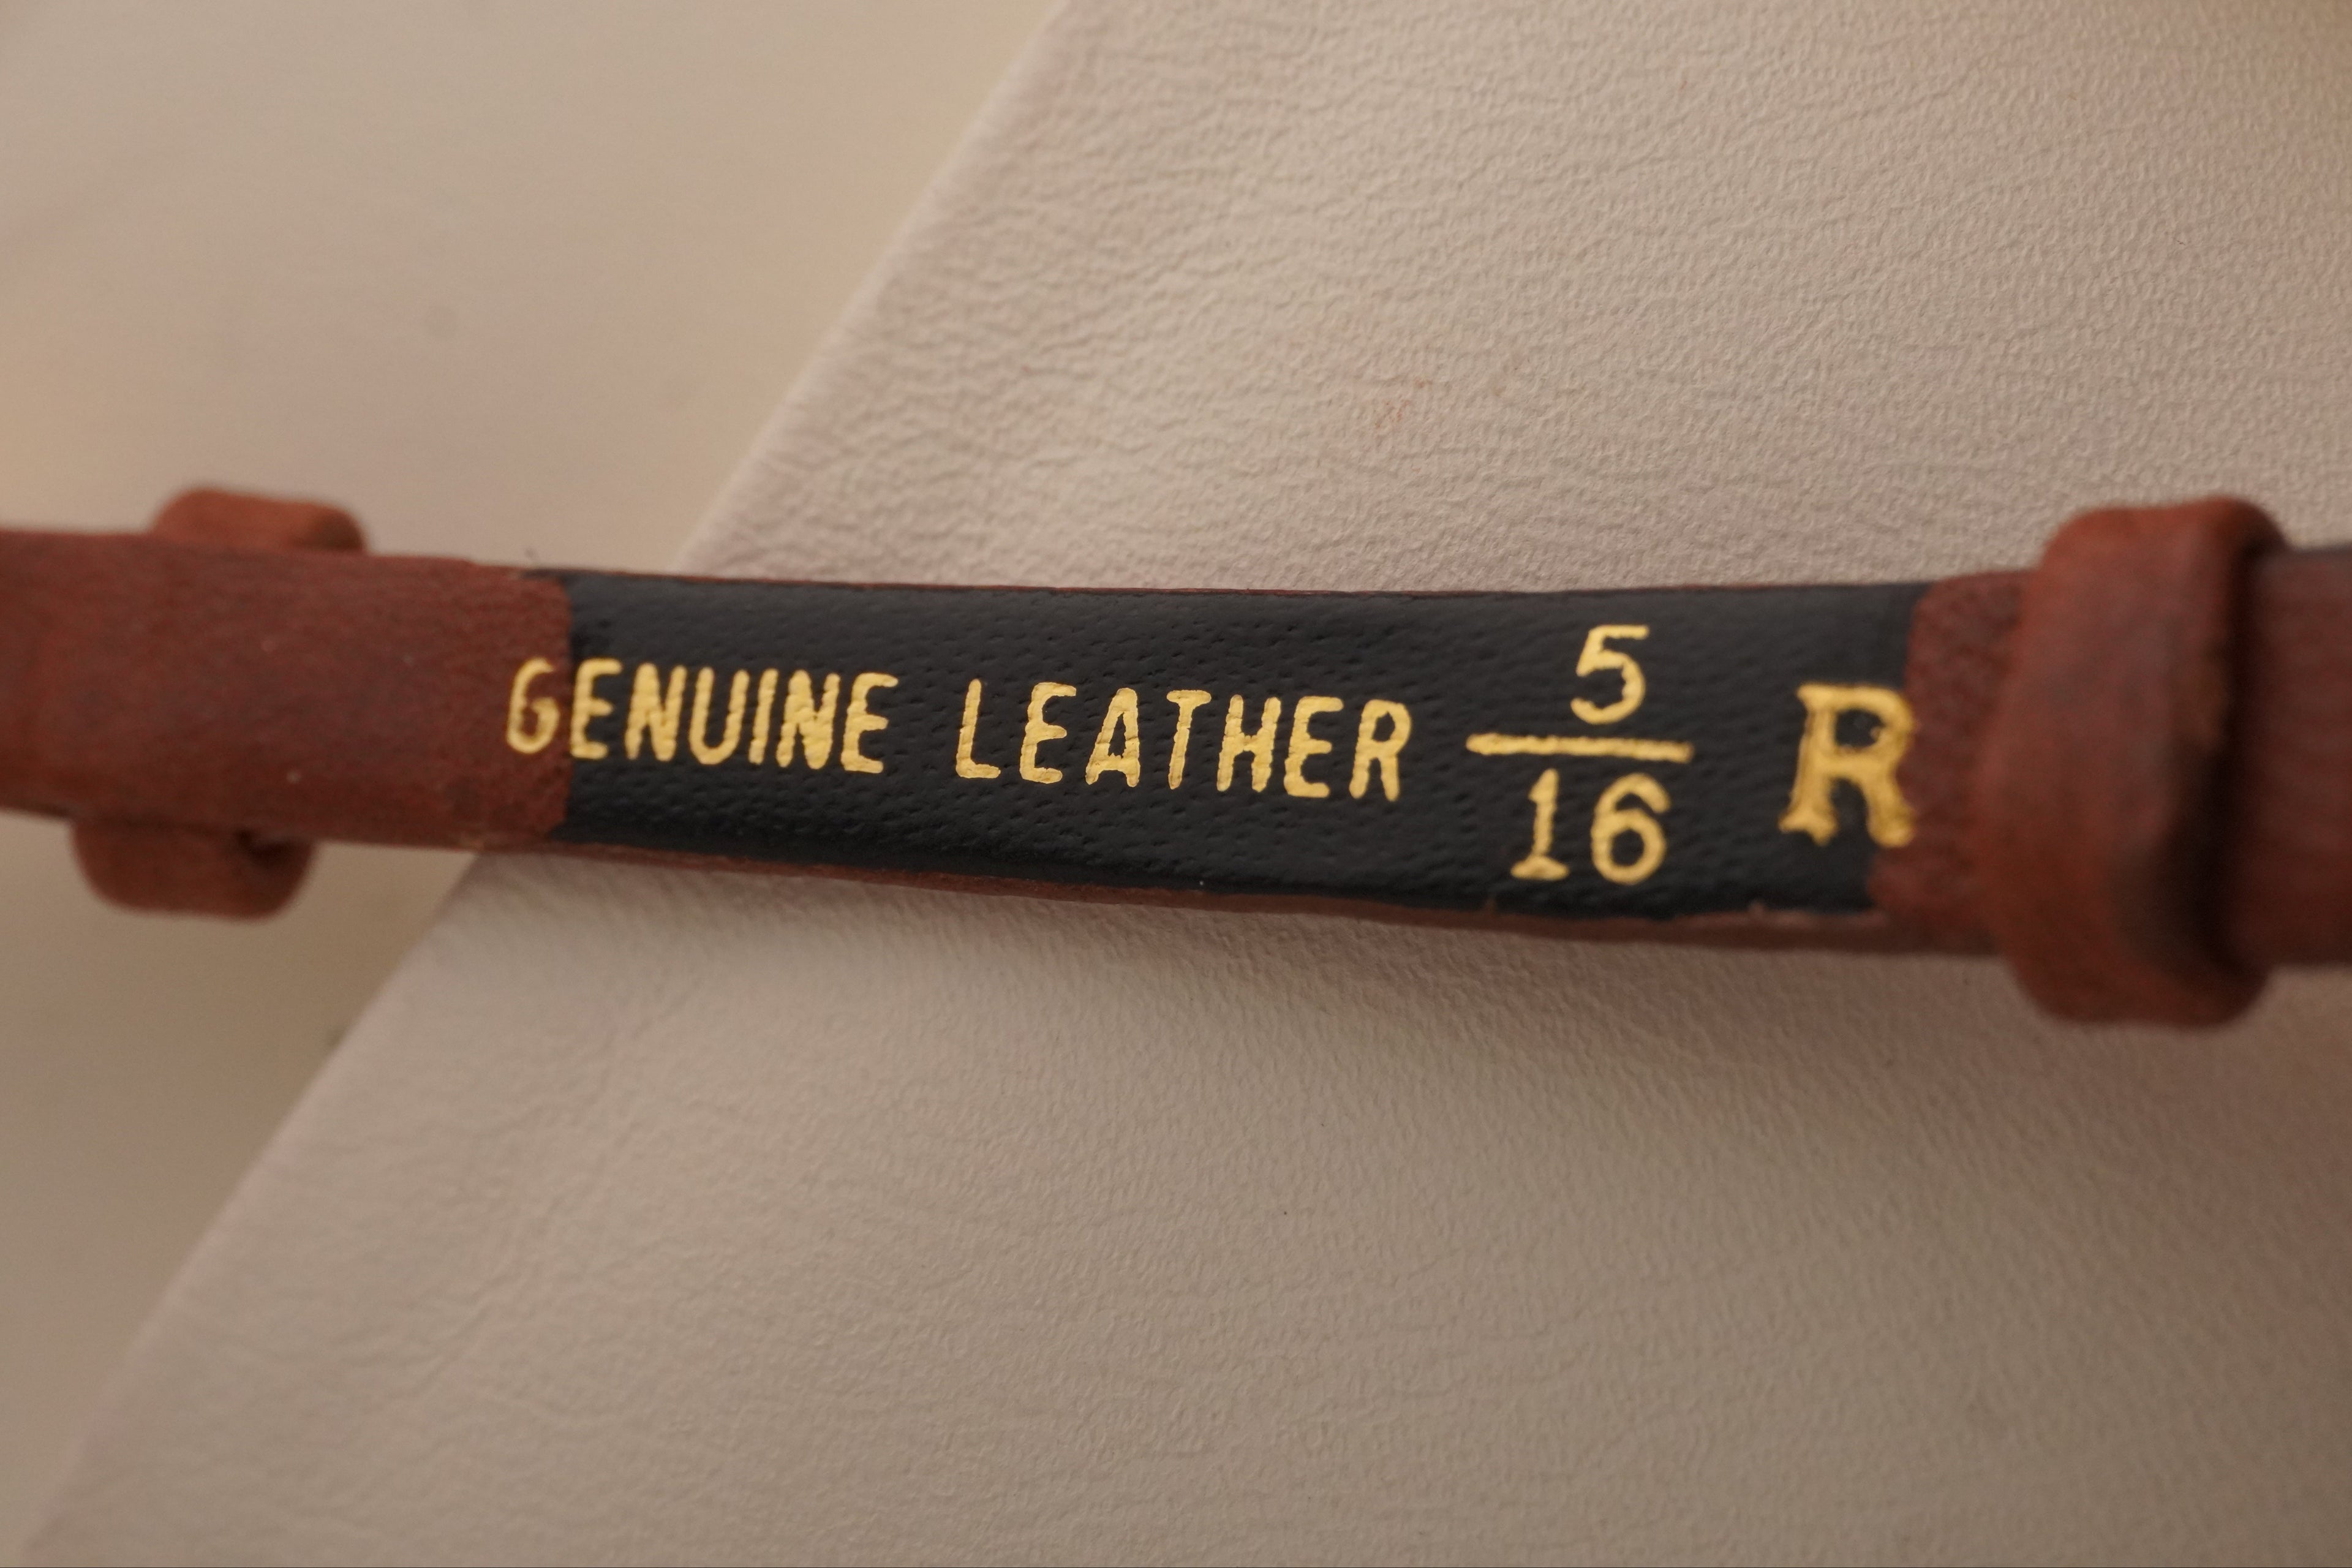 GENUINE LEATHER 5/16 R